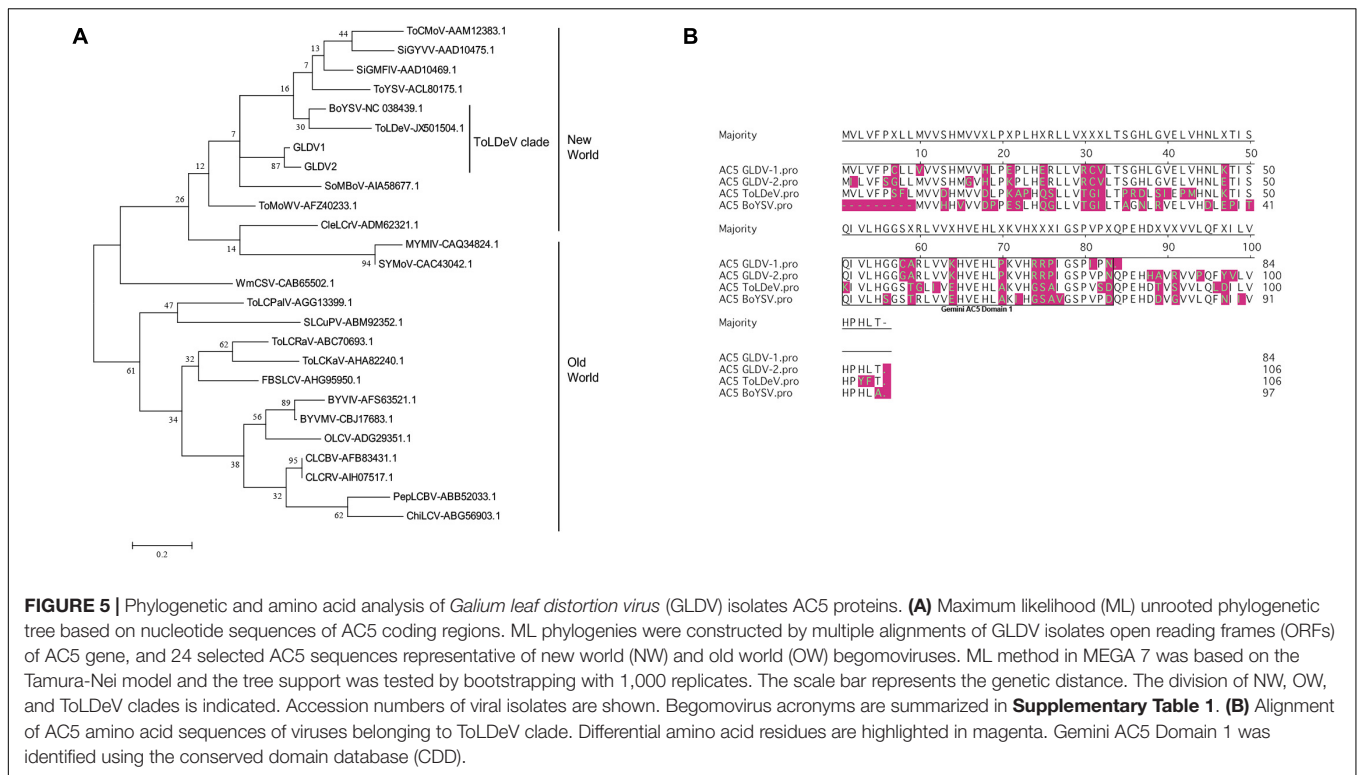 A
ToCMoV-AAM12383.1
44
SiGYVV-AAD10475.1
13
SiGMFlV-AAD10469.1
7
ToYSV-ACL80175.1
16
BoYSV-NC 038439.1
30
ToLDeV-JX501504.1
ToLDeV clade
New
World
7
GLDV1
87
GLDV2
12
SoMBoV-AIA58677.1
26
ToMoWV-AFZ40233.1
CleLCrV-ADM62321.1
14
MYMIV-CAQ34824.1
94
SYMoV-CAC43042.1
WmCSV-CAB65502.1
47
ToLCPalV-AGG13399.1
SLCuPV-ABM92352.1
61
62
ToLCRaV-ABC70693.1
32
ToLCKaV-AHA82240.1
FBSLCV-AHG95950.1
Old
World
34
89
BYVIV-AFS63521.1
56
BYVMV-CBJ17683.1
OLCV-ADG29351.1
38
95
CLCBV-AFB83431.1
CLCRV-AIH07517.1
32
PepLCBV-ABB52033.1
62
ChiLCV-ABG56903.1
0.2
B
Majority MVLVFPXLLMVVSHMVVXLPXPLHXRLLVXXXLTSGHLGVELVHNLXTIS
10 20 30 40 50
AC5 GLDV-1.pro MVLVFPCLLVVVSHMVVHLPEPLHERLLVRCVLTSGHLGVELVHNLKTIS 50
AC5 GLDV-2.pro MLLVFSGLLMVVSHMGVHLPKLHERLLVRCVLTSGHLGVELVHNLETIS 50
AC5 ToLDeV.pro MVLVFPSFLMVVDHMVVDLPKAPHQGLLVTGILTPRDLSLEPMHNLKTIS 50
AC5 BoYSV.pro ---------MVVHHVVVDPPESLHQGLLVTGILTAGNLRVELVHDLEPIT 41
Majority QIVLHGGSXRLVVXHVEHLXKVHXXXIGSPVPXQPEHDXVXVVLQFXILV
60 70 80 90 100
AC5 GLDV-1.pro QIVLHGGCARLVVKHVEHLPKVHRRPIGSPLPNL 84
AC5 GLDV-2.pro QIVLHGGCARLVVKHVEHLPKVHRRPIGSPVPNQPEHHAVRVVPQFYVLV 100
AC5 ToLDeV.pro KIVLHGGSTGLIVEHVEHLAKVHGSAIGSPVSDQPEHDTVSVVLQLDILV 100
AC5 BoYSV.pro QIVLHSGSTRLVVEHVEHLAKIHGSAVGSPVPDQPEHDDVGVVLQFNIIV 91
Gemini AC5 Domain 1
Majority HPHLT-
AC5 GLDV-1.pro 84
AC5 GLDV-2.pro HPHLT. 106
AC5 ToLDeV.pro HPYFT. 106
AC5 BoYSV.pro HPHLA. 97
FIGURE 5 | Phylogenetic and amino acid analysis of Galium leaf distortion virus (GLDV) isolates AC5 proteins. (A) Maximum likelihood (ML) unrooted phylogenetic
tree based on nucleotide sequences of AC5 coding regions. ML phylogenies were constructed by multiple alignments of GLDV isolates open reading frames (ORFs)
of AC5 gene, and 24 selected AC5 sequences representative of new world (NW) and old world (OW) begomoviruses. ML method in MEGA 7 was based on the
Tamura-Nei model and the tree support was tested by bootstrapping with 1,000 replicates. The scale bar represents the genetic distance. The division of NW, OW,
and ToLDeV clades is indicated. Accession numbers of viral isolates are shown. Begomovirus acronyms are summarized in Supplementary Table 1. (B) Alignment
of AC5 amino acid sequences of viruses belonging to ToLDeV clade. Differential amino acid residues are highlighted in magenta. Gemini AC5 Domain 1 was
identified using the conserved domain database (CDD).